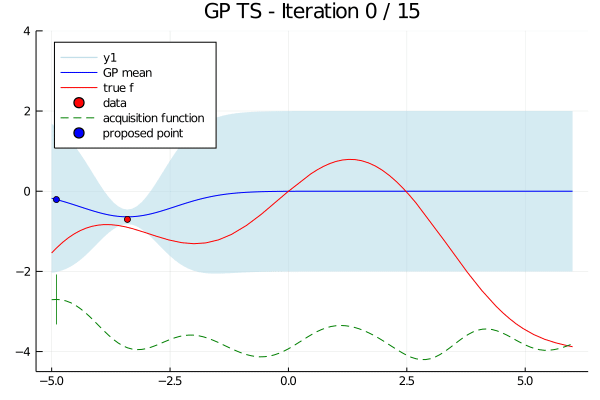 GP TS - Iteration 0 / 15
y1
GP mean
true f
data
acquisition function
proposed point
4
2
0
−2
−4
−5.0
−2.5
0.0
2.5
5.0